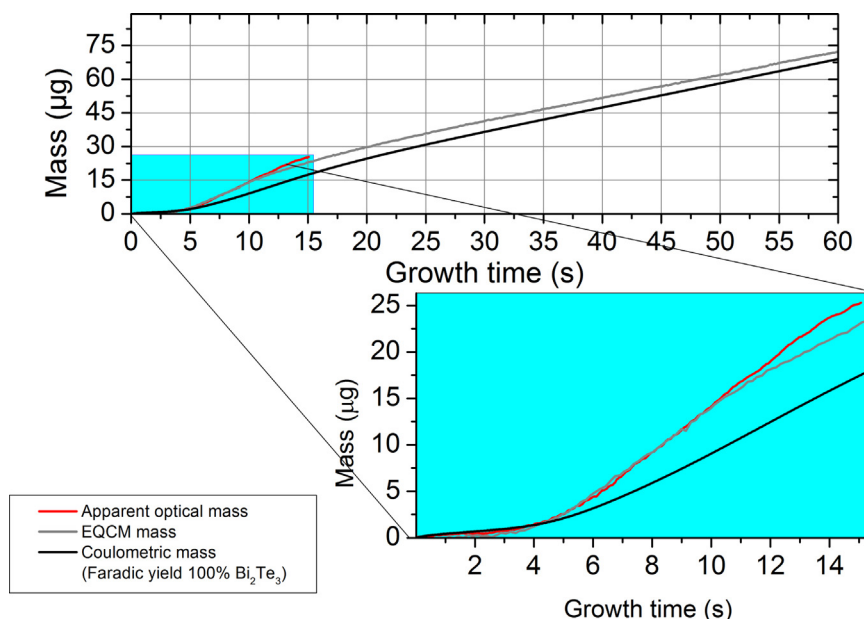 75
60
45
30
15
0
Mass (µg)
0 5 10 15 20 25 30 35 40 45 50 55 60
Growth time (s)
25
20
15
10
5
0
Mass (µg)
2 4 6 8 10 12 14
Growth time (s)
Apparent optical mass
EQCM mass
Coulometric mass
(Faradic yield 100% Bi₂Te₃)